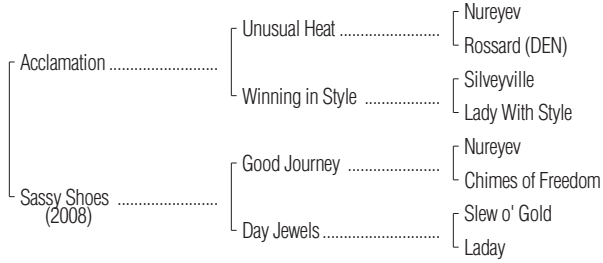 Nureyev
Unusual Heat ....................
Rossard (DEN)
Acclamation .........................
Silveyville
Winning in Style ..................
Lady With Style
Nureyev
Good Journey ......................
Chimes of Freedom
Sassy Shoes .......................
(2008)
Slew o' Gold
Day Jewels...........................
Laday